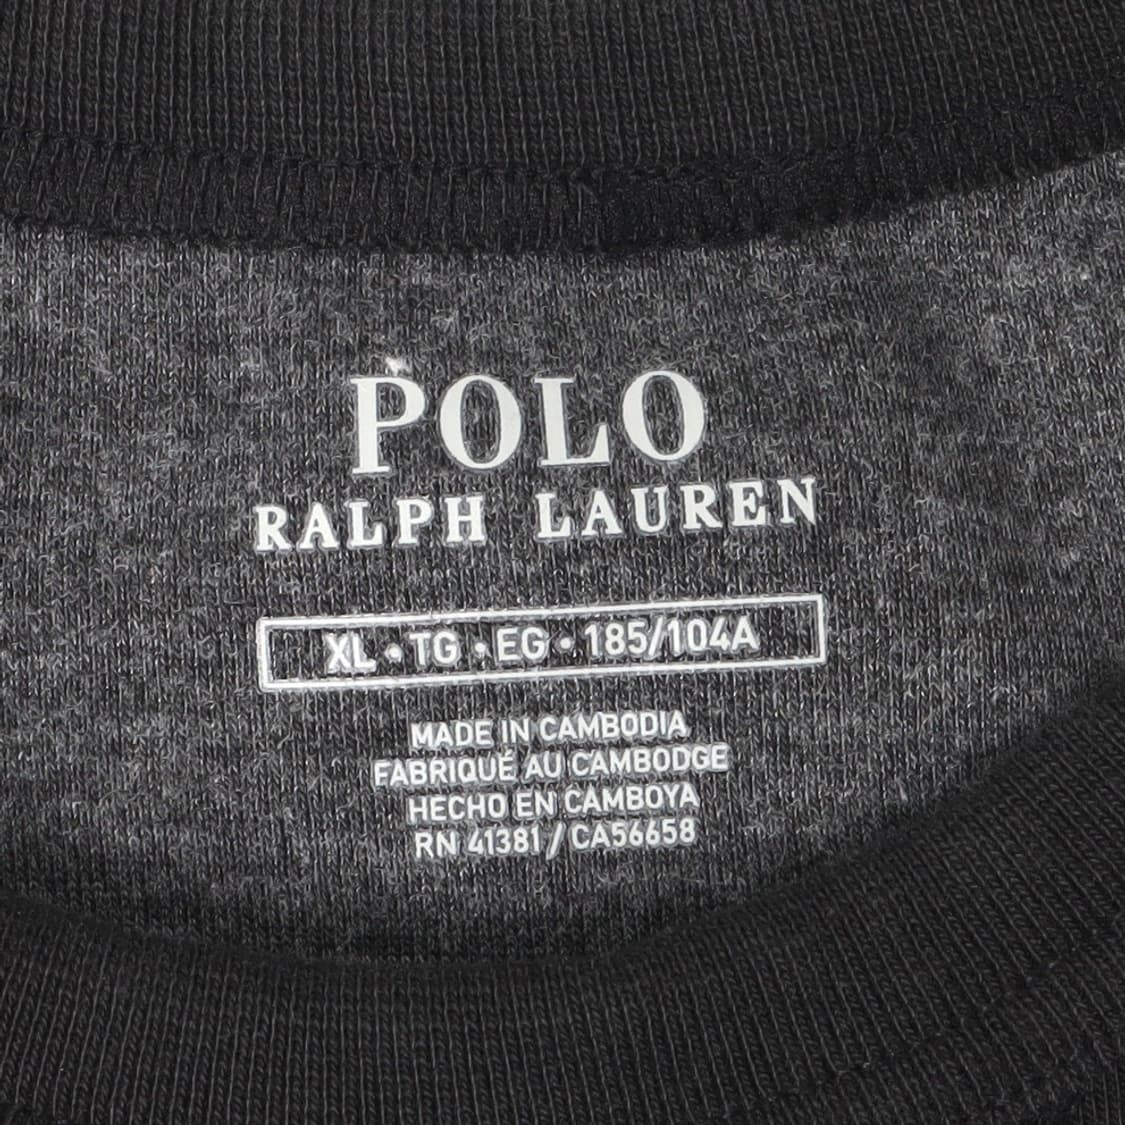 POLO
RALPH LAUREN
XL • TG • EG • 185/104A
MADE IN CAMBODIA
FABRIQUÉ AU CAMBODGE
HECHO EN CAMBOYA
RN 41381 / CA56658